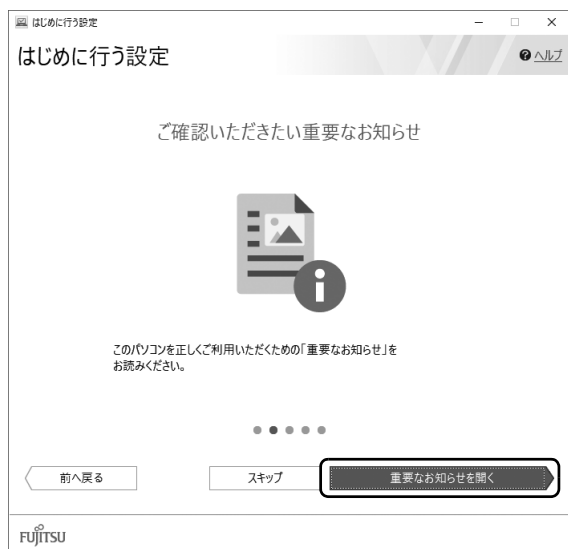 はじめに行う設定
はじめに行う設定
ヘルプ
ご確認いただきたい重要なお知らせ
このパソコンを正しくご利用いただくための「重要なお知らせ」を
お読みください。
前へ戻る
スキップ
重要なお知らせを開く
FUJITSU